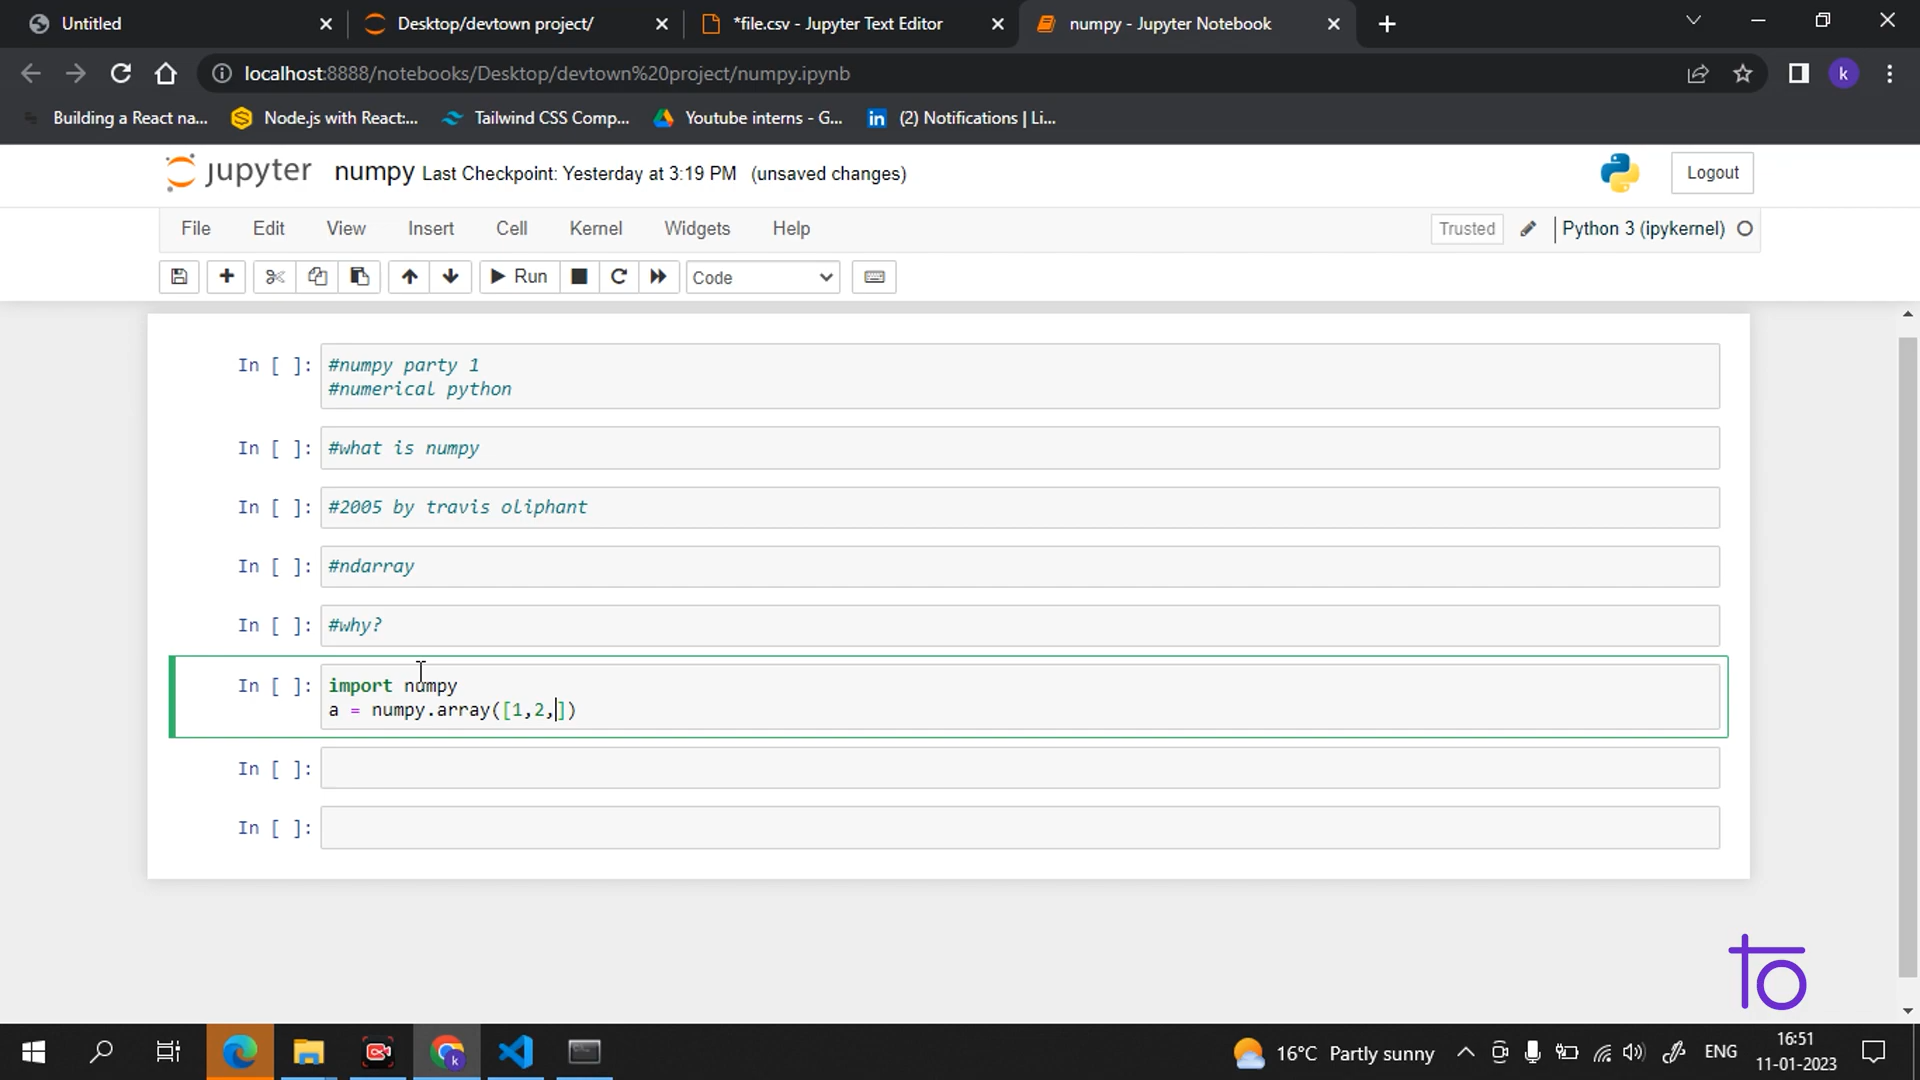 Untitled
Desktop/devtown project/
*file.csv - Jupyter Text Editor
numpy - Jupyter Notebook
localhost:8888/notebooks/Desktop/devtown%20project/numpy.ipynb
k
Building a React na...
Node.js with React:...
Tailwind CSS Comp...
Youtube interns - G...
in
(2) Notifications | Li...
jupyter numpy Last Checkpoint: Yesterday at 3:19 PM (unsaved changes)
Logout
File Edit View Insert Cell Kernel Widgets Help
Trusted
Python 3 (ipykernel)
Run
Code
In [ ]: #numpy party 1
#numerical python
In [ ]: #what is numpy
In [ ]: #2005 by travis oliphant
In [ ]: #ndarray
In [ ]: #why?
In [ ]: import numpy
a = numpy.array([1,2,])
In [ ]:
In [ ]:
k
16°C Partly sunny
ENG
16:51
11-01-2023